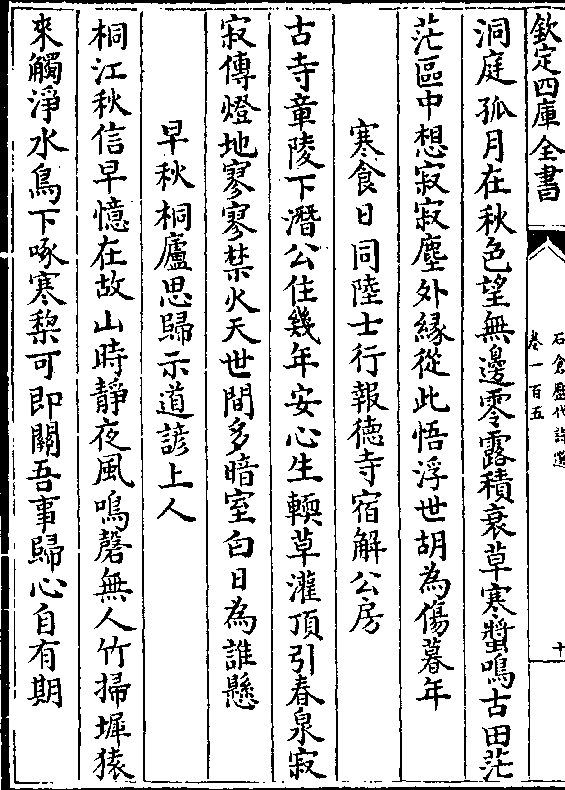 欽定四庫全書
石倉歷代詩選
卷一百五
十
洞庭孤月在秋色望無邊零露積衰草寒螿鳴古田茫
茫區中想寂寂塵外緣從此悟浮世胡為傷暮年
寒食日同陸士行報徳寺宿解公房
古寺章陵下潛公住幾年安心生輭草灌頂引春泉寂
寂傳燈地寥寥禁火天世間多暗室白日為誰懸
早秋桐廬思歸示道諺上人
桐江秋信早憶在故山時靜夜風鳴磬無人竹掃墀猿
來觸淨水鳥下啄寒梨可即關吾事歸心自有期